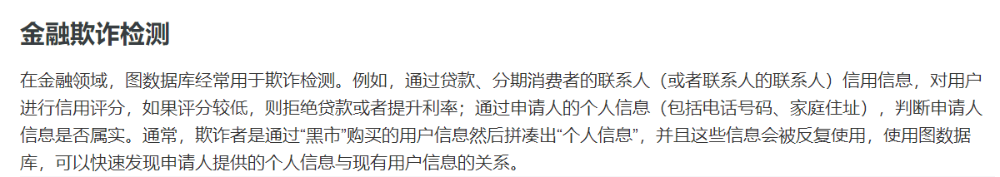 金融欺诈检测
在金融领域，图数据库经常用于欺诈检测。例如，通过贷款、分期消费者的联系人（或者联系人的联系人）信用信息，对用户
进行信用评分，如果评分较低，则拒绝贷款或者提升利率；通过申请人的个人信息（包括电话号码、家庭住址），判断申请人
信息是否属实。通常，欺诈者是通过“黑市”购买的用户信息然后拼凑出“个人信息”，并且这些信息会被反复使用，使用图数据
库，可以快速发现申请人提供的个人信息与现有用户信息的关系。